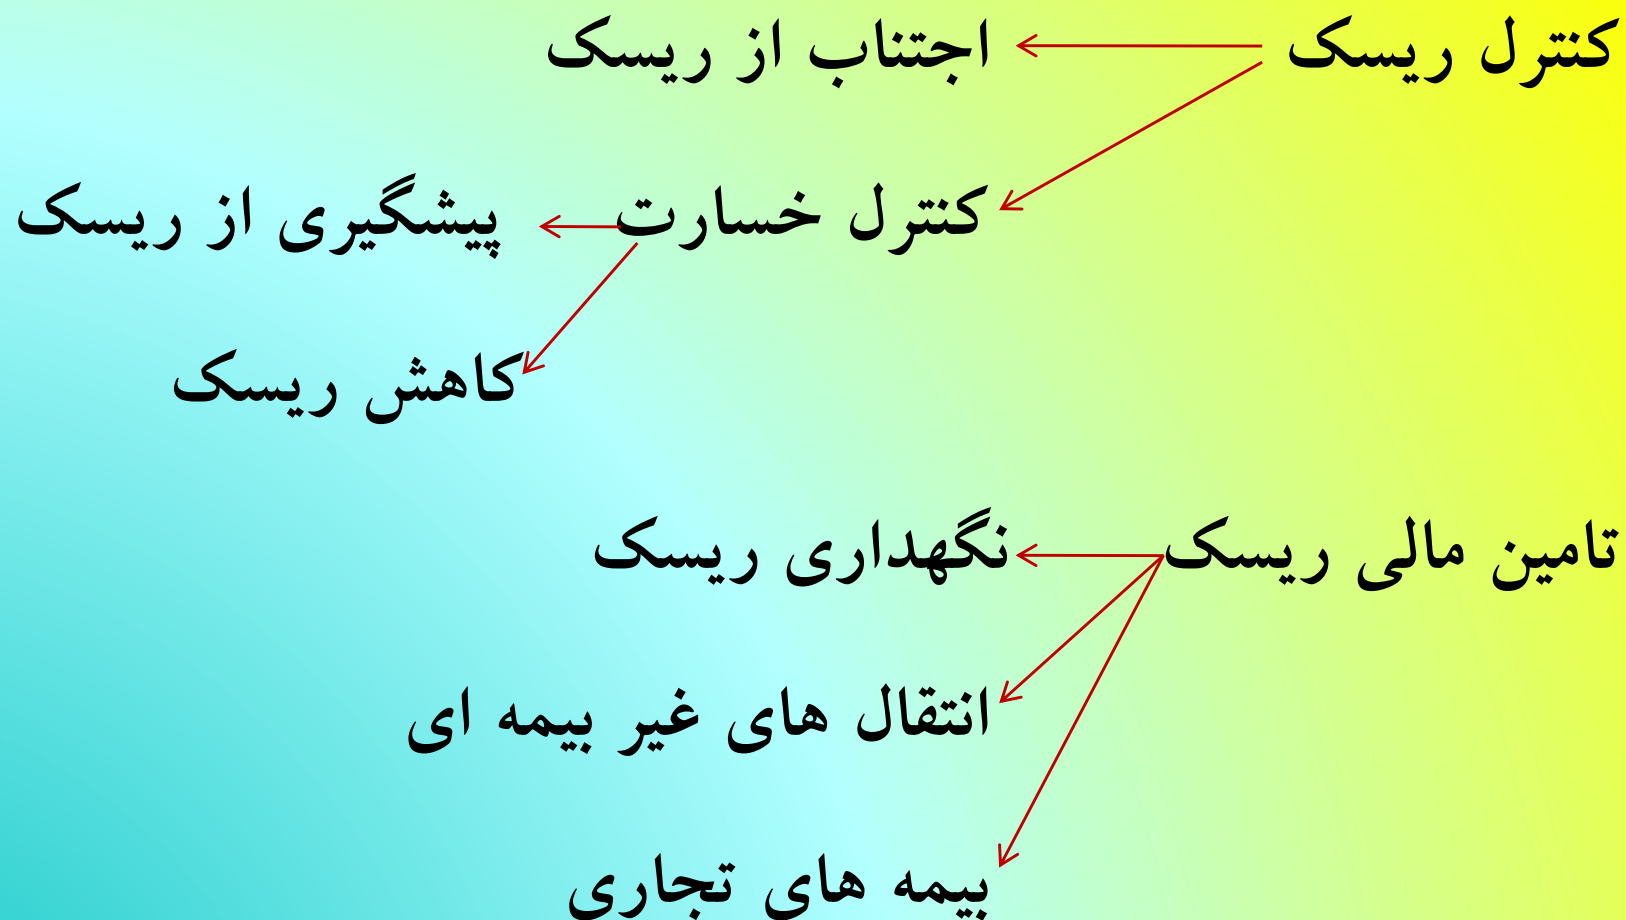 کنترل ریسک اجتناب از ریسک
کنترل خسارت پیشگیری از ریسک
کاهش ریسک
تامین مالی ریسک نگهداری ریسک
انتقال های غیر بیمه ای
بیمه های تجاری